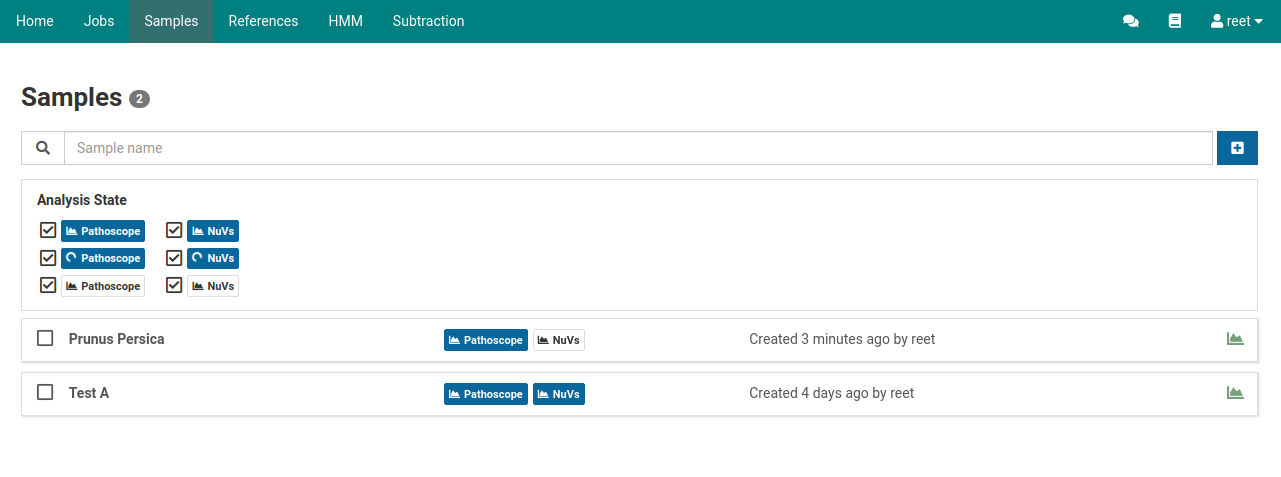 Home Jobs Samples References HMM Subtraction reet
Samples 2
Sample name
Analysis State
Pathoscope NuVs
Pathoscope NuVs
Pathoscope NuVs
Prunus Persica Pathoscope NuVs Created 3 minutes ago by reet
Test A Pathoscope NuVs Created 4 days ago by reet